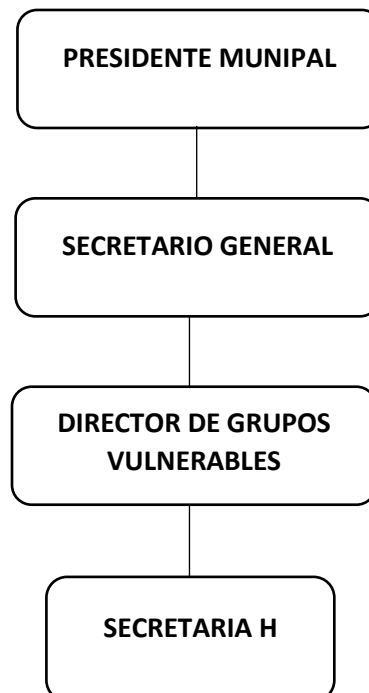 PRESIDENTE MUNIPAL
SECRETARIO GENERAL
DIRECTOR DE GRUPOS
VULNERABLES
SECRETARIA H